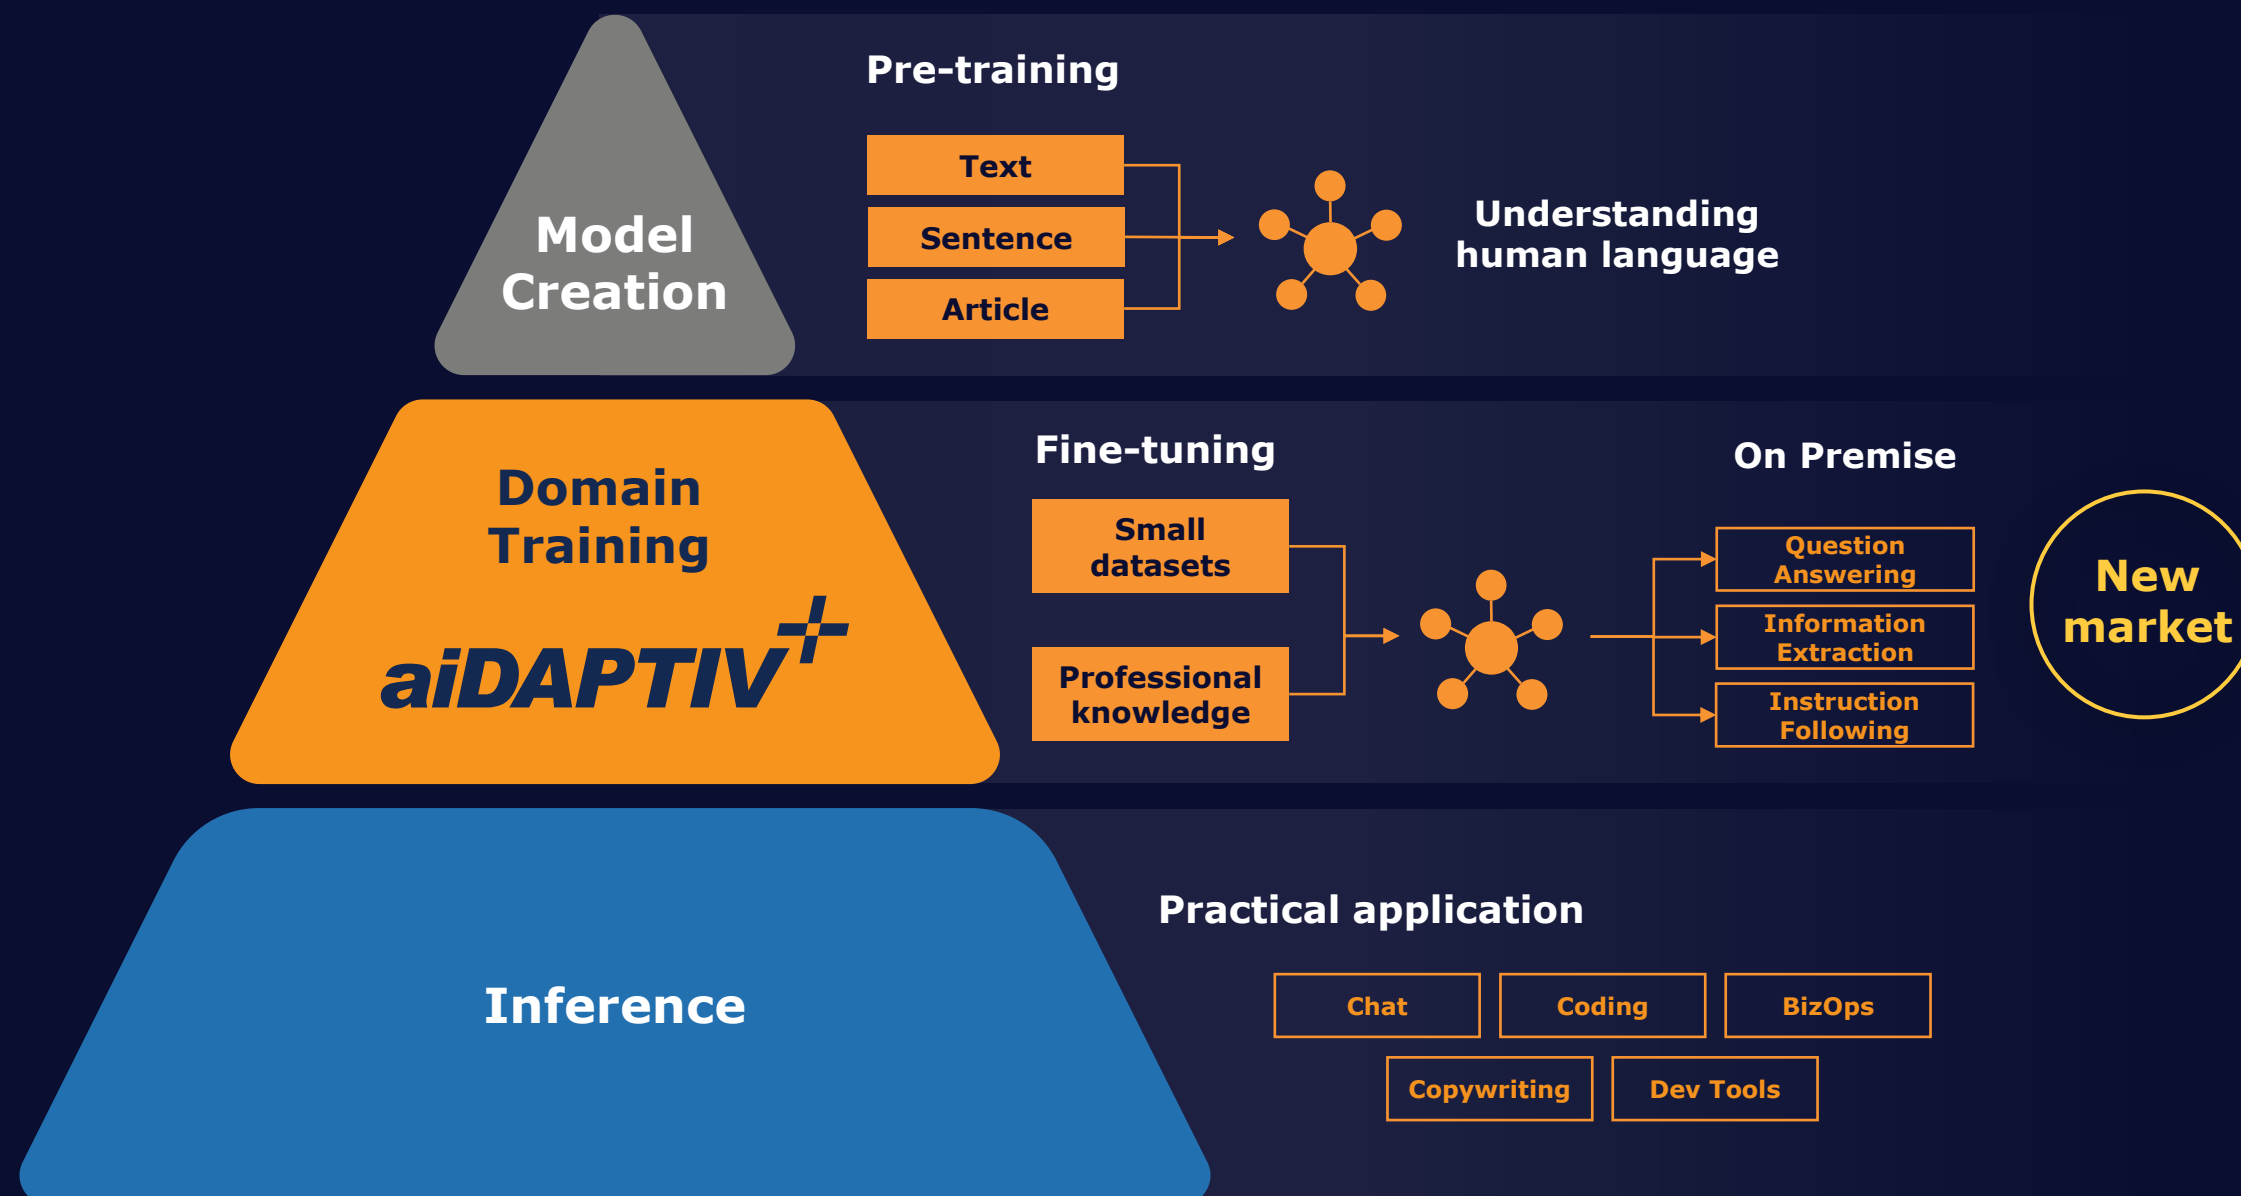 Pre-training
Text
Sentence
Article
Understanding
human language
Model
Creation
Domain
Training
aiDAPTIV+
Fine-tuning
Small
datasets
Professional
knowledge
On Premise
Question
Answering
Information
Extraction
Instruction
Following
New
market
Inference
Practical application
Chat
Coding
BizOps
Copywriting
Dev Tools